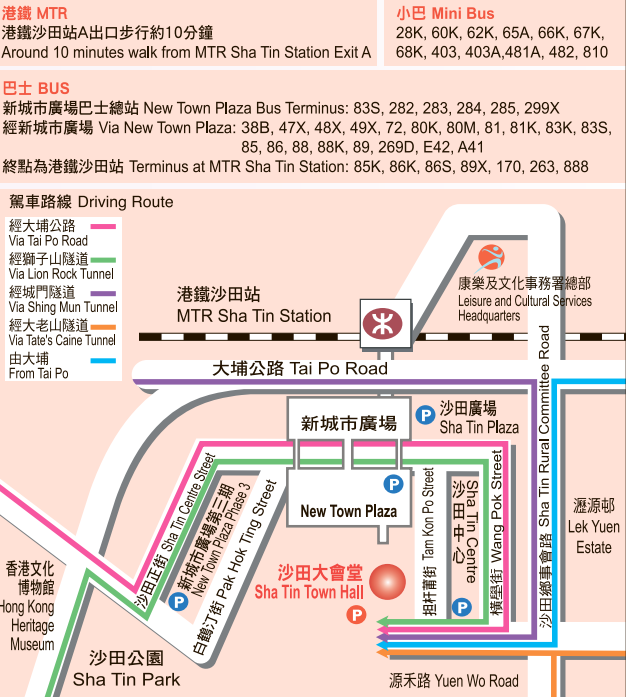 港鐵 MTR
港鐵沙田站A出口步行約10分鐘
Around 10 minutes walk from MTR Sha Tin Station Exit A
小巴 Mini Bus
28K, 60K, 62K, 65A, 66K, 67K,
68K, 403, 403A,481A, 482, 810
巴士 BUS
新城市廣場巴士總站 New Town Plaza Bus Terminus: 83S, 282, 283, 284, 285, 299X
經新城市廣場 Via New Town Plaza: 38B, 47X, 48X, 49X, 72, 80K, 80M, 81, 81K, 83K, 83S,
85, 86, 88, 88K, 89, 269D, E42, A41
終點為港鐵沙田站 Terminus at MTR Sha Tin Station: 85K, 86K, 86S, 89X, 170, 263, 888
駕車路線 Driving Route
經大埔公路
Via Tai Po Road
經獅子山隧道
Via Lion Rock Tunnel
經城門隧道
Via Shing Mun Tunnel
經大老山隧道
Via Tate's Caine Tunnel
由大埔
From Tai Po
港鐵沙田站
MTR Sha Tin Station
康樂及文化事務署總部
Leisure and Cultural Services
Headquarters
大埔公路 Tai Po Road
新城市廣場
New Town Plaza
P
沙田廣場
Sha Tin Plaza
P
沙田正街 Sha Tin Centre Street
新城市廣場第三期
New Town Plaza Phase 3
P
白鶴汀街 Pak Hok Ting Street
沙田大會堂
Sha Tin Town Hall
P
担杆莆街 Tam Kon Po Street
沙田中心
Sha Tin Centre
P
橫壆街 Wang Pok Street
沙田鄉事會路 Sha Tin Rural Committee Road
瀝源邨
Lek Yuen
Estate
香港文化
博物館
Hong Kong
Heritage
Museum
沙田公園
Sha Tin Park
源禾路 Yuen Wo Road